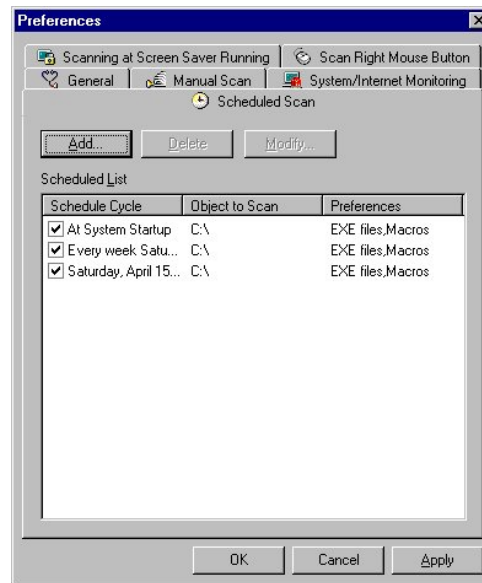 Preferences
Scanning at Screen Saver Running Scan Right Mouse Button
General Manual Scan System/Internet Monitoring
Scheduled Scan
Add... Delete Modify...
Scheduled List
Schedule Cycle Object to Scan Preferences
At System Startup C:\ EXE files,Macros
Every week Satu... C:\ EXE files,Macros
Saturday, April 15... C:\ EXE files,Macros
OK Cancel Apply